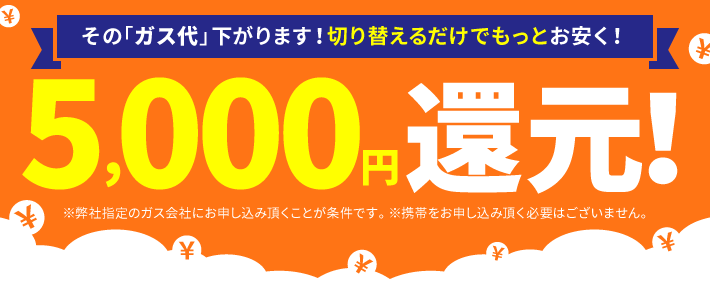 その「ガス代」下がります！切り替えるだけでもっとお安く！
5,000円還元！
※弊社指定のガス会社にお申し込み頂くことが条件です。※携帯をお申し込み頂く必要はございません。
¥
¥
¥
¥
¥
¥
¥